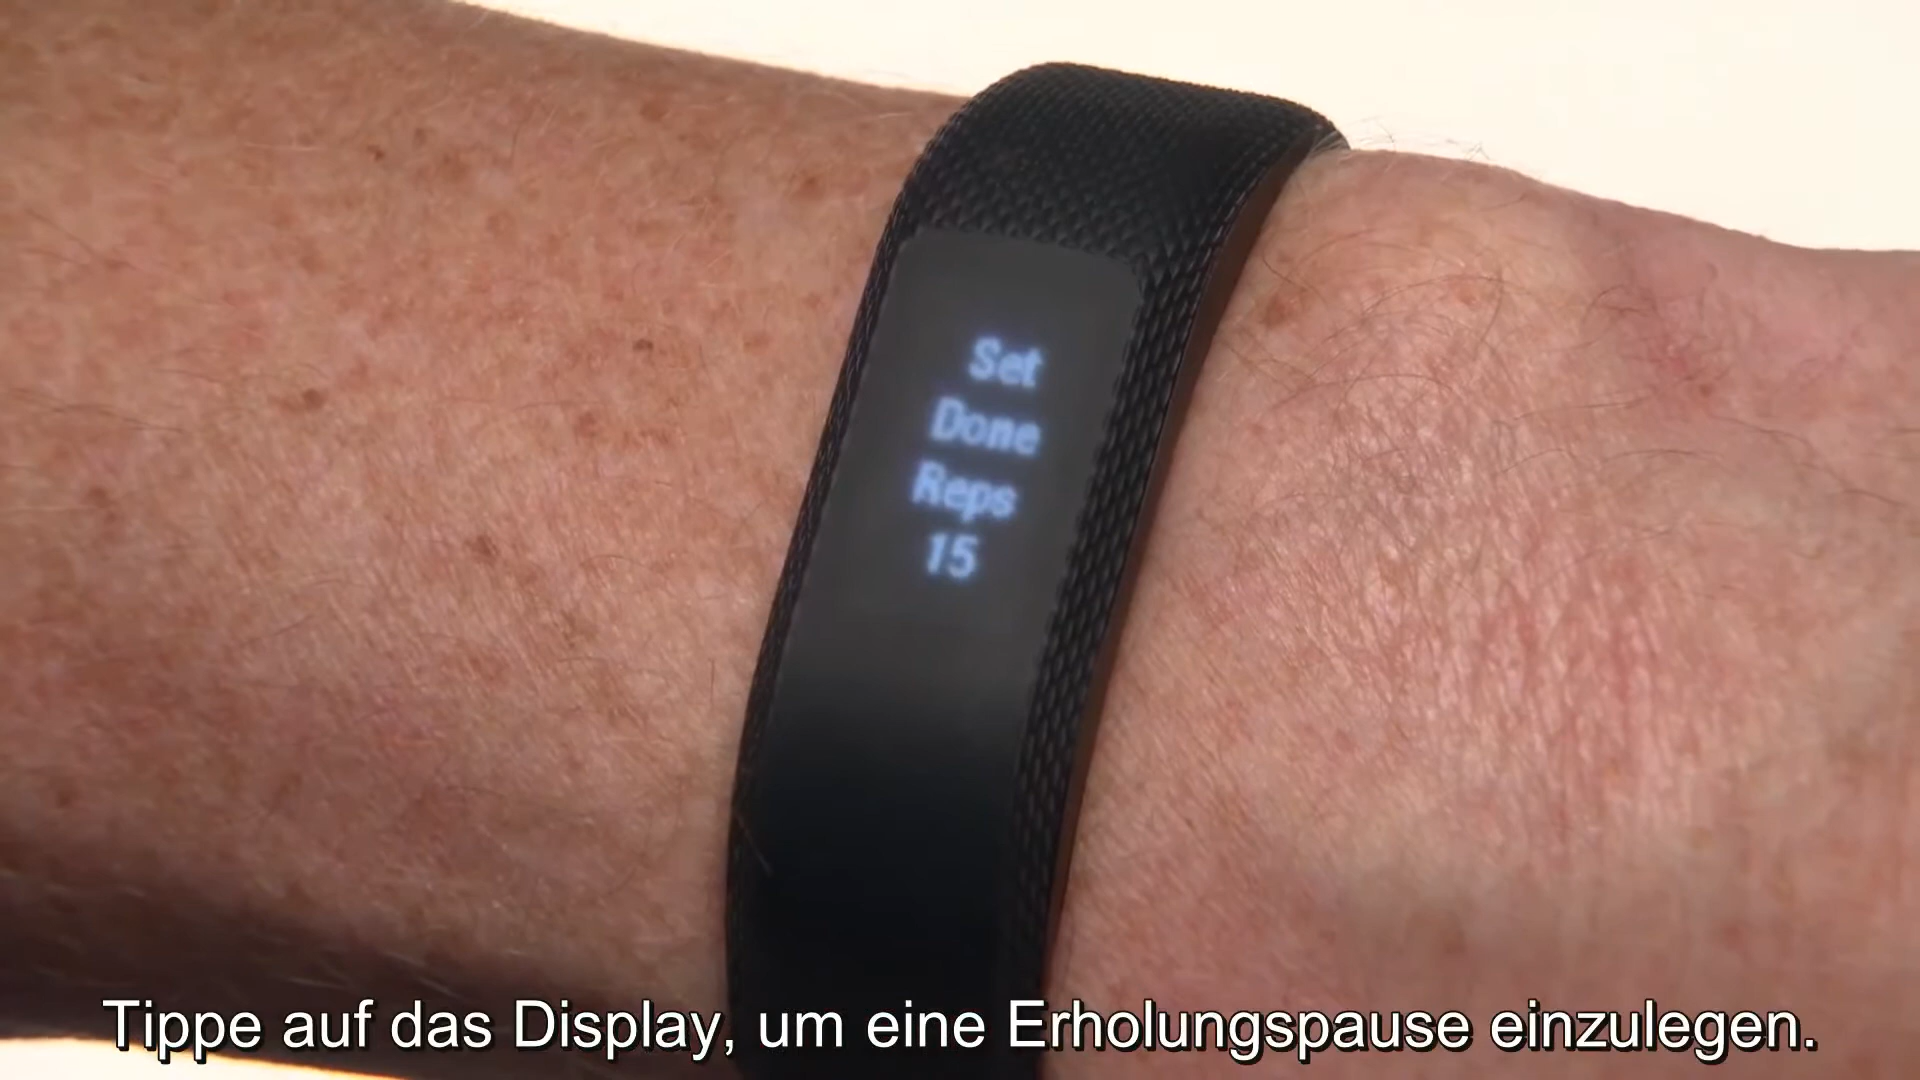 Set
Done
Reps
15
Tippe auf das Display, um eine Erholungspause einzulegen.